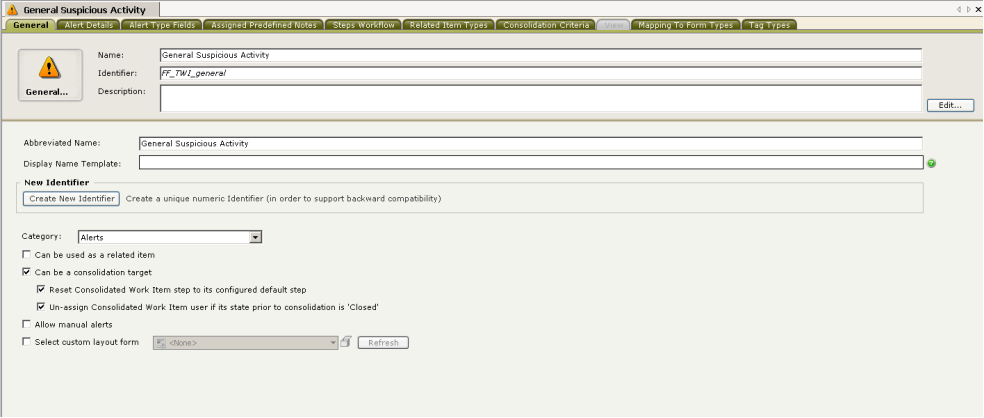 General Suspicious Activity
General Alert Details Alert Type Fields Assigned Predefined Notes Steps Workflow Related Item Types Consolidation Criteria View Mapping To Form Types Tag Types
Name: General Suspicious Activity
Identifier: FF_TWI_general
General...
Description:
Edit...
Abbreviated Name: General Suspicious Activity
Display Name Template:
New Identifier
Create New Identifier Create a unique numeric Identifier (in order to support backward compatibility)
Category: Alerts
Can be used as a related item
Can be a consolidation target
Reset Consolidated Work Item step to its configured default step
Un-assign Consolidated Work Item user if its state prior to consolidation is 'Closed'
Allow manual alerts
Select custom layout form <None> Refresh